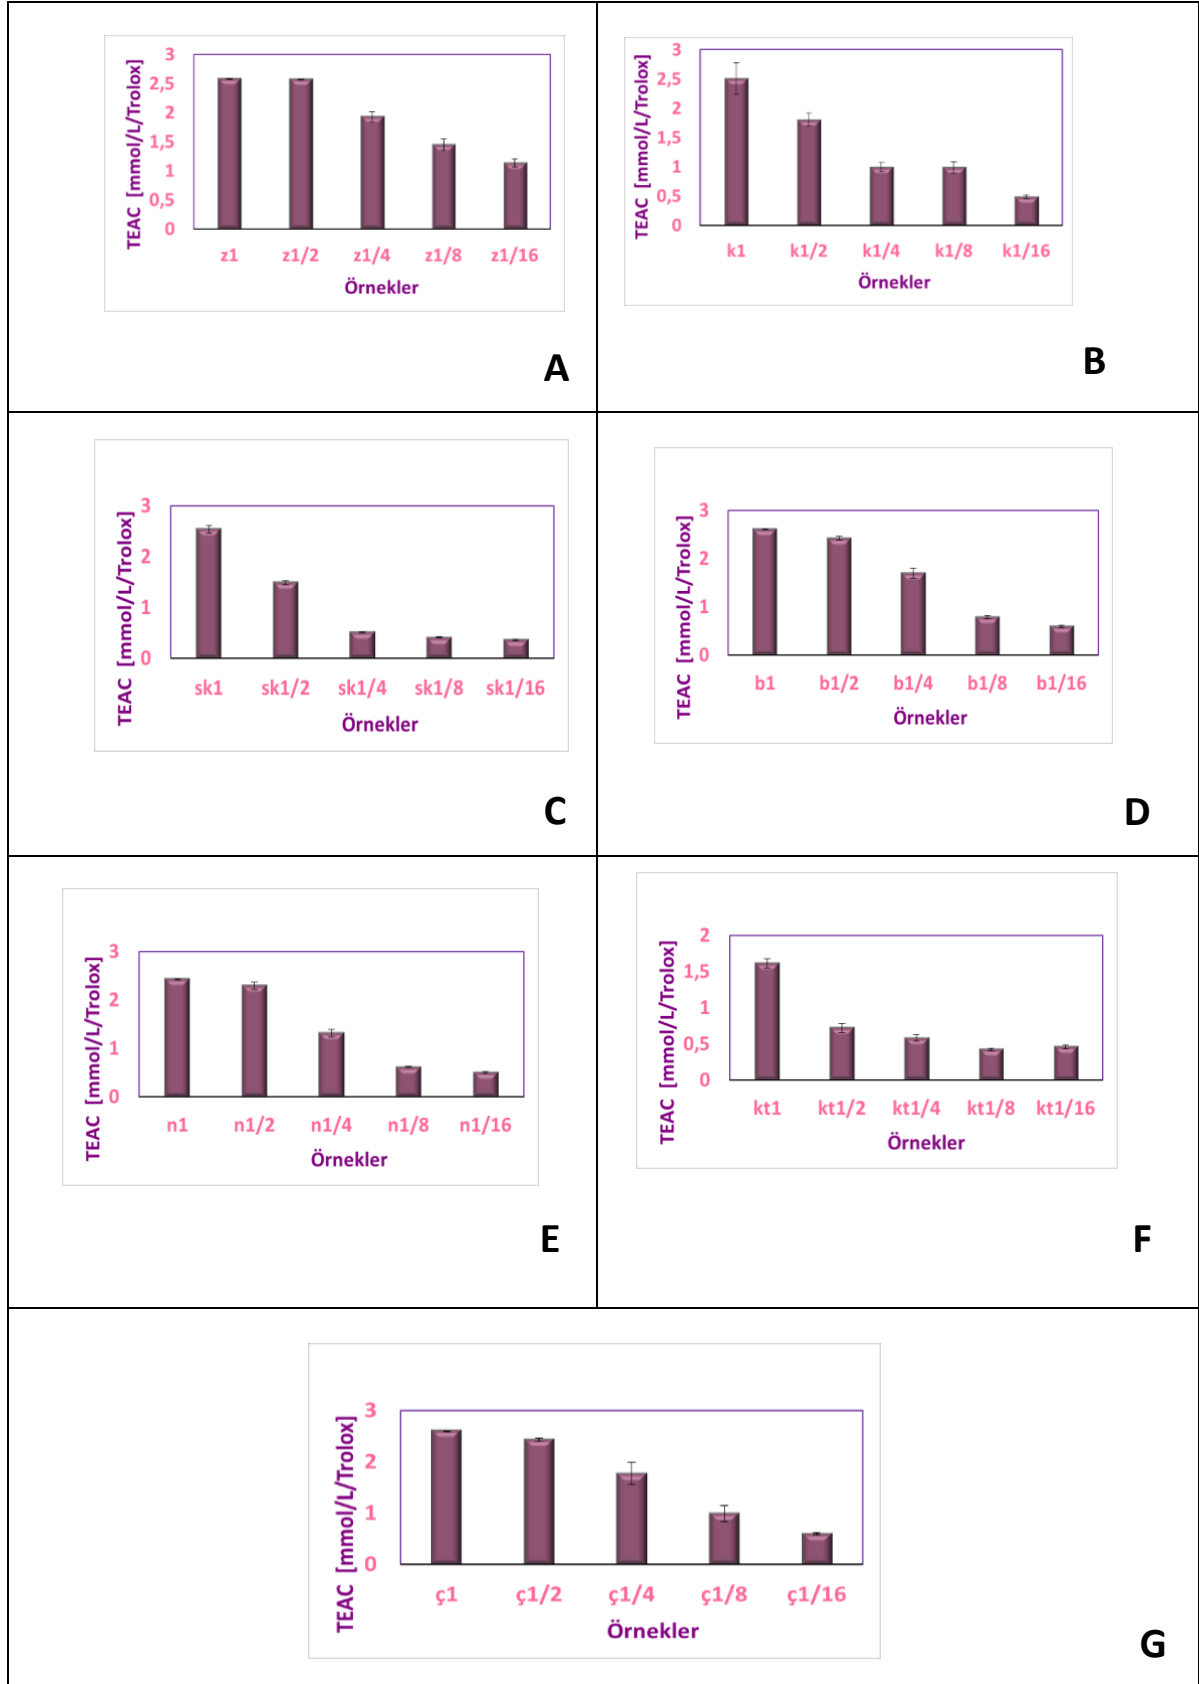 3
2,5
2
1,5
1
0,5
0
TEAC [mmol/L/Trolox]
z1 z1/2 z1/4 z1/8 z1/16
Örnekler
A
3
2,5
2
1,5
1
0,5
0
TEAC [mmol/L/Trolox]
k1 k1/2 k1/4 k1/8 k1/16
Örnekler
B
3
2
1
0
TEAC [mmol/L/Trolox]
sk1 sk1/2 sk1/4 sk1/8 sk1/16
Örnekler
C
3
2
1
0
TEAC [mmol/L/Trolox]
b1 b1/2 b1/4 b1/8 b1/16
Örnekler
D
3
2
1
0
TEAC [mmol/L/Trolox]
n1 n1/2 n1/4 n1/8 n1/16
Örnekler
E
2
1,5
1
0,5
0
TEAC [mmol/L/Trolox]
kt1 kt1/2 kt1/4 kt1/8 kt1/16
Örnekler
F
3
2
1
0
TEAC [mmol/L/Trolox]
ç1 ç1/2 ç1/4 ç1/8 ç1/16
Örnekler
G